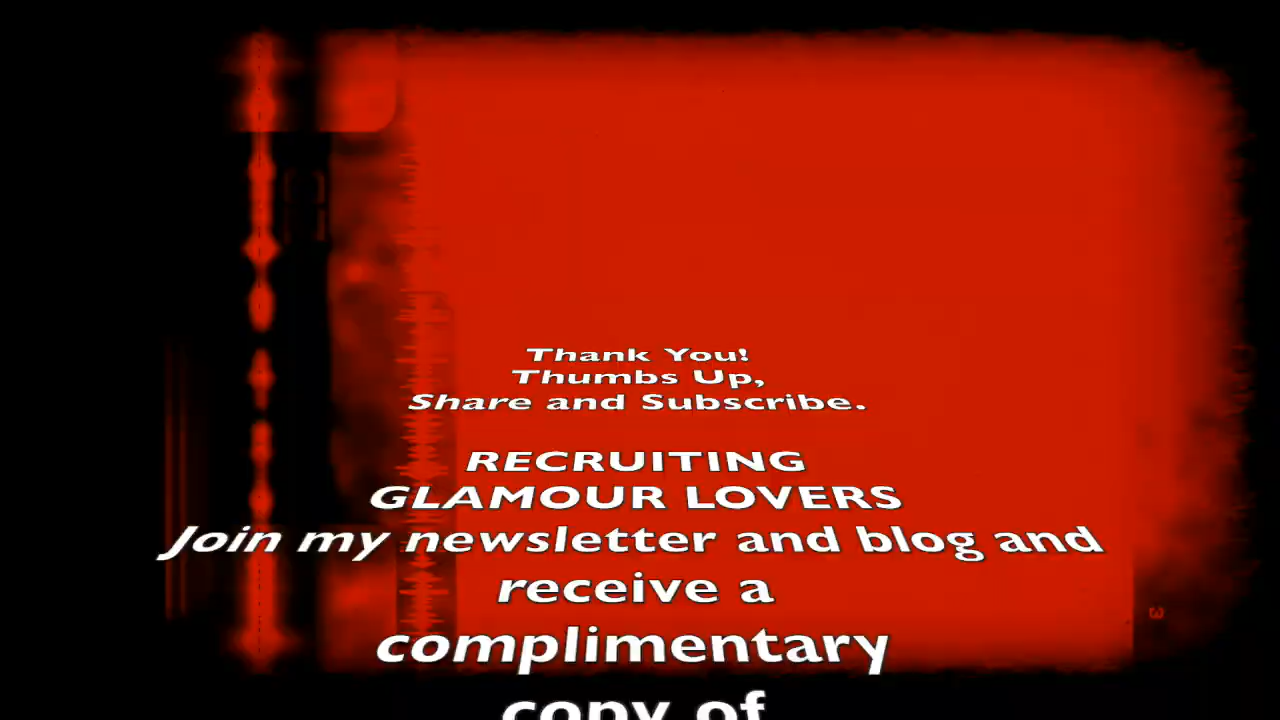 Thank You!
Thumbs Up,
Share and Subscribe.
RECRUITING
GLAMOUR LOVERS
Join my newsletter and blog and
receive a
complimentary
copy of